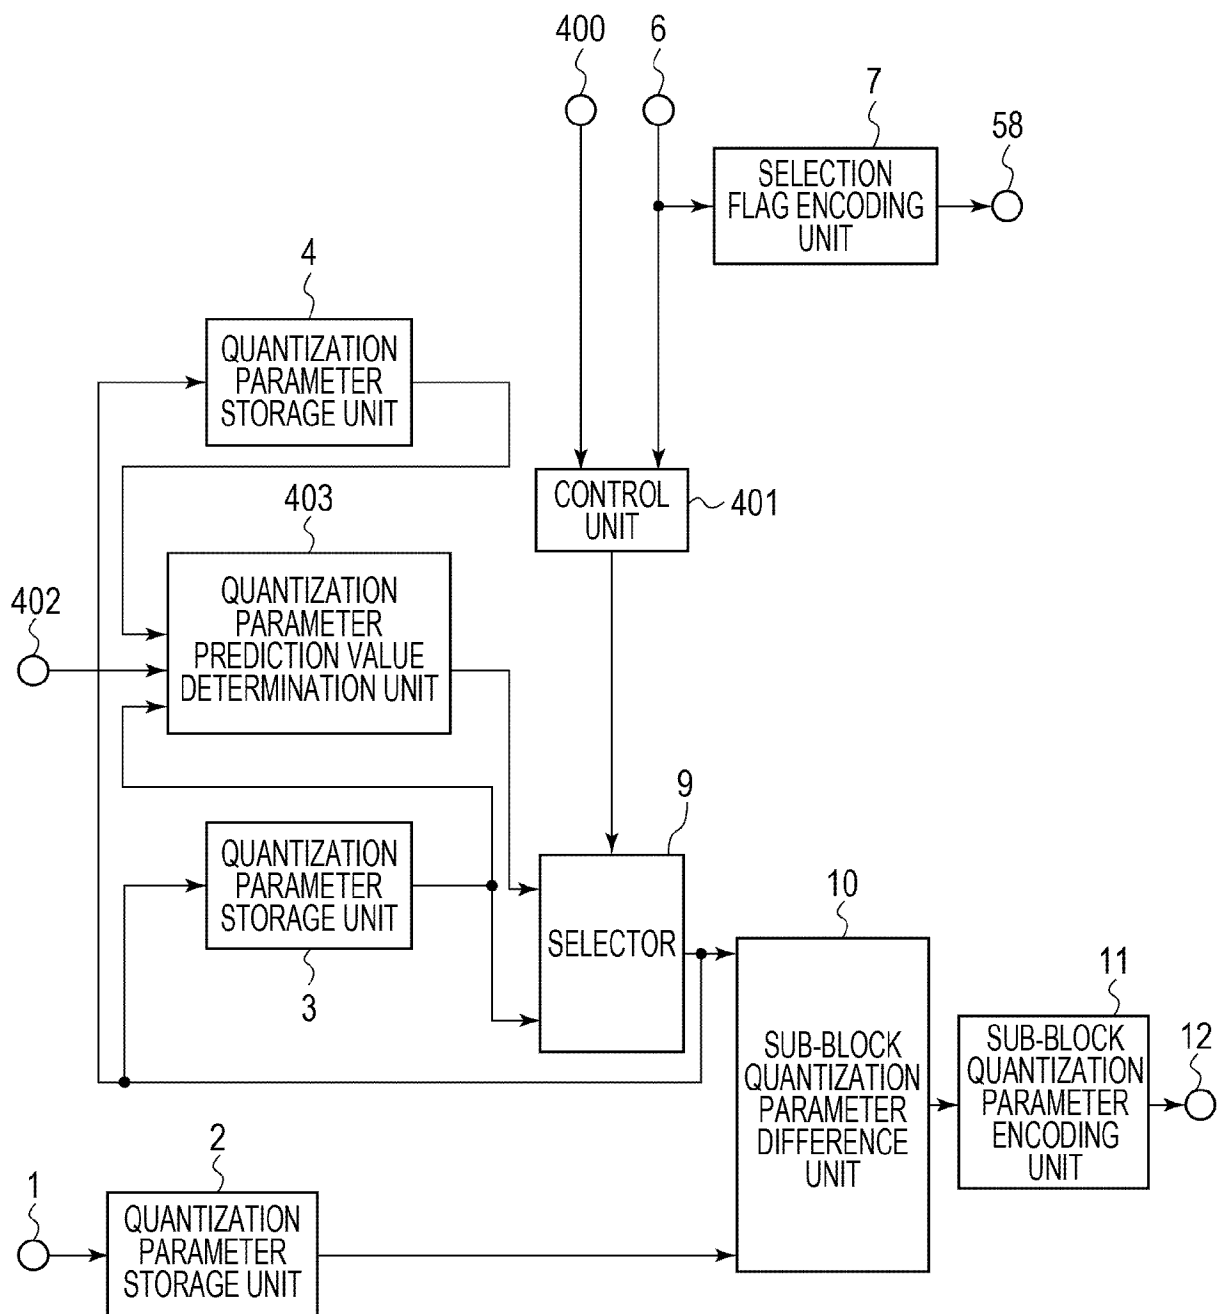 400
6
7
58
SELECTION
FLAG ENCODING
UNIT
4
QUANTIZATION
PARAMETER
STORAGE UNIT
403
CONTROL
UNIT
401
402
QUANTIZATION
PARAMETER
PREDICTION VALUE
DETERMINATION UNIT
9
QUANTIZATION
PARAMETER
STORAGE UNIT
3
SELECTOR
10
SUB-BLOCK
QUANTIZATION
PARAMETER
DIFFERENCE
UNIT
11
SUB-BLOCK
QUANTIZATION
PARAMETER
ENCODING
UNIT
12
1
2
QUANTIZATION
PARAMETER
STORAGE UNIT